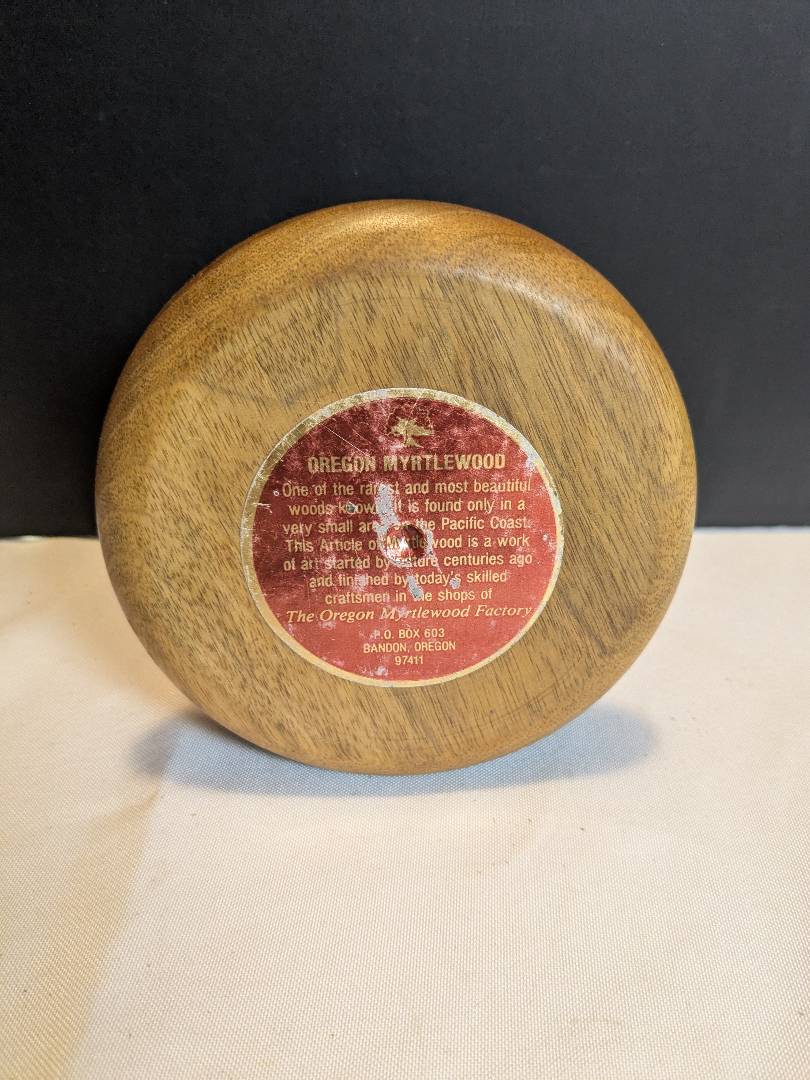 OREGON MYRTLEWOOD
One of the rarest and most beautiful
woods known. It is found only in a
very small area on the Pacific Coast.
This Article of Myrtlewood is a work
of art started by nature centuries ago
and finished by today's skilled
craftsmen in the shops of
The Oregon Myrtlewood Factory
P.O. BOX 603
BANDON, OREGON
97411